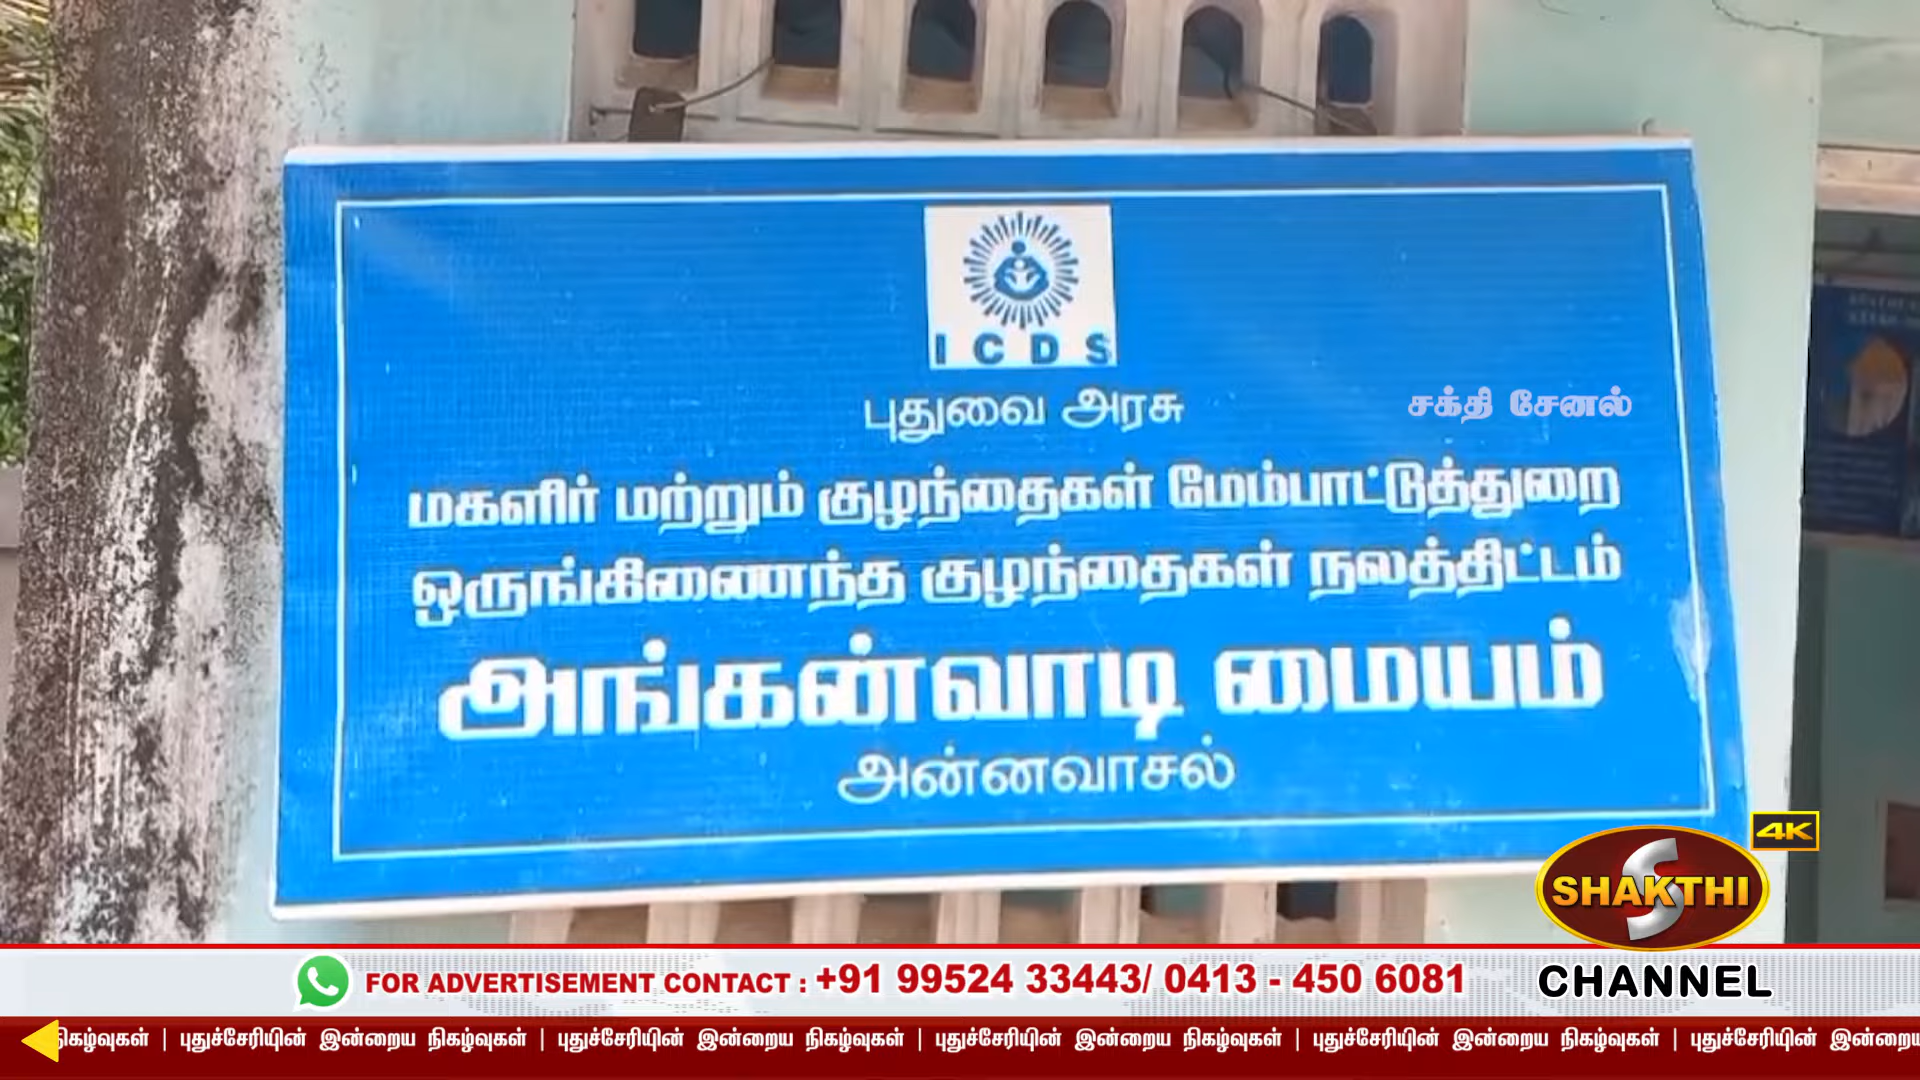 I C D S
புதுவை அரசு
சக்தி சேனல்
மகளிர் மற்றும் குழந்தைகள் மேம்பாட்டுத்துறை
ஒருங்கிணைந்த குழந்தைகள் நலத்திட்டம்
அங்கன்வாடி மையம்
அன்னவாசல்
4K
SHAKTHI
CHANNEL
FOR ADVERTISEMENT CONTACT : +91 99524 33443/ 0413 - 450 6081
நிகழ்வுகள் | புதுச்சேரியின் இன்றைய நிகழ்வுகள் | புதுச்சேரியின் இன்றைய நிகழ்வுகள் | புதுச்சேரியின் இன்றைய நிகழ்வுகள் | புதுச்சேரியின் இன்றைய நிகழ்வுகள் | புதுச்சேரியின் இன்றைய